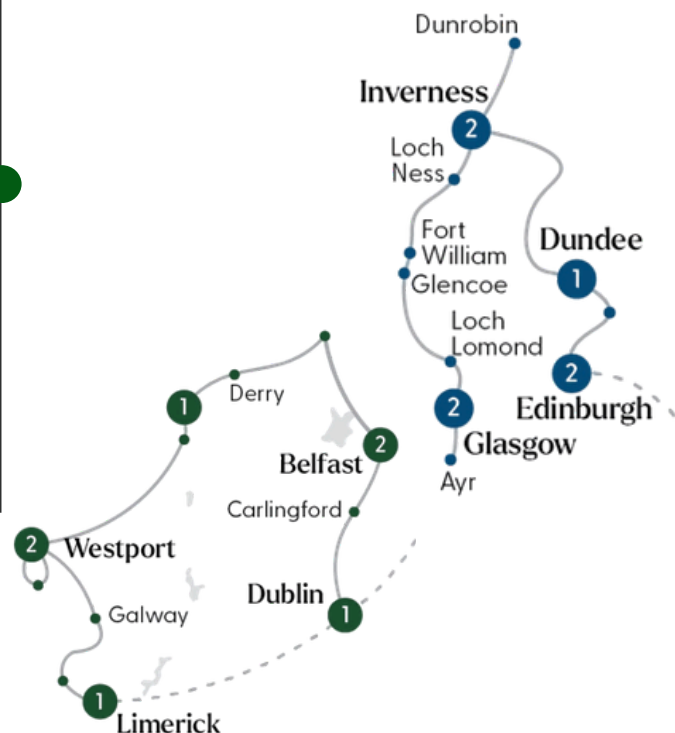 Dunrobin
Inverness
2
Loch
Ness
Fort
William
Glencoe
Dundee
1
Loch
Lomond
2
Edinburgh
2
Glasgow
Ayr
1
Derry
2
Belfast
Carlingford
2
Westport
Dublin
1
Galway
1
Limerick